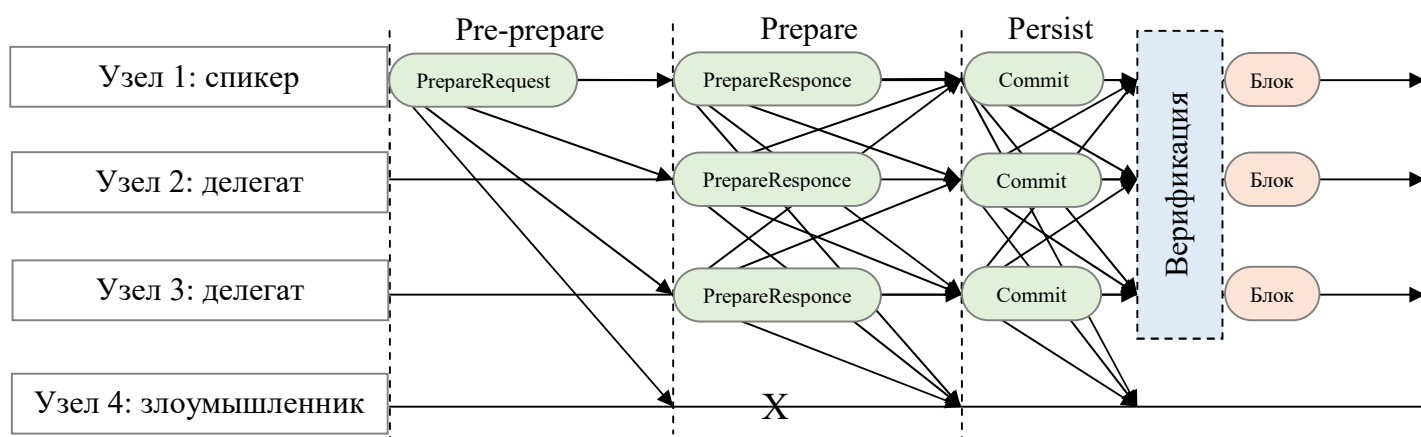 Pre-prepare
Prepare
Persist
Узел 1: спикер
PrepareRequest
PrepareResponce
Commit
Блок
Узел 2: делегат
PrepareResponce
Commit
Верификация
Блок
Узел 3: делегат
PrepareResponce
Commit
Блок
Узел 4: злоумышленник
X